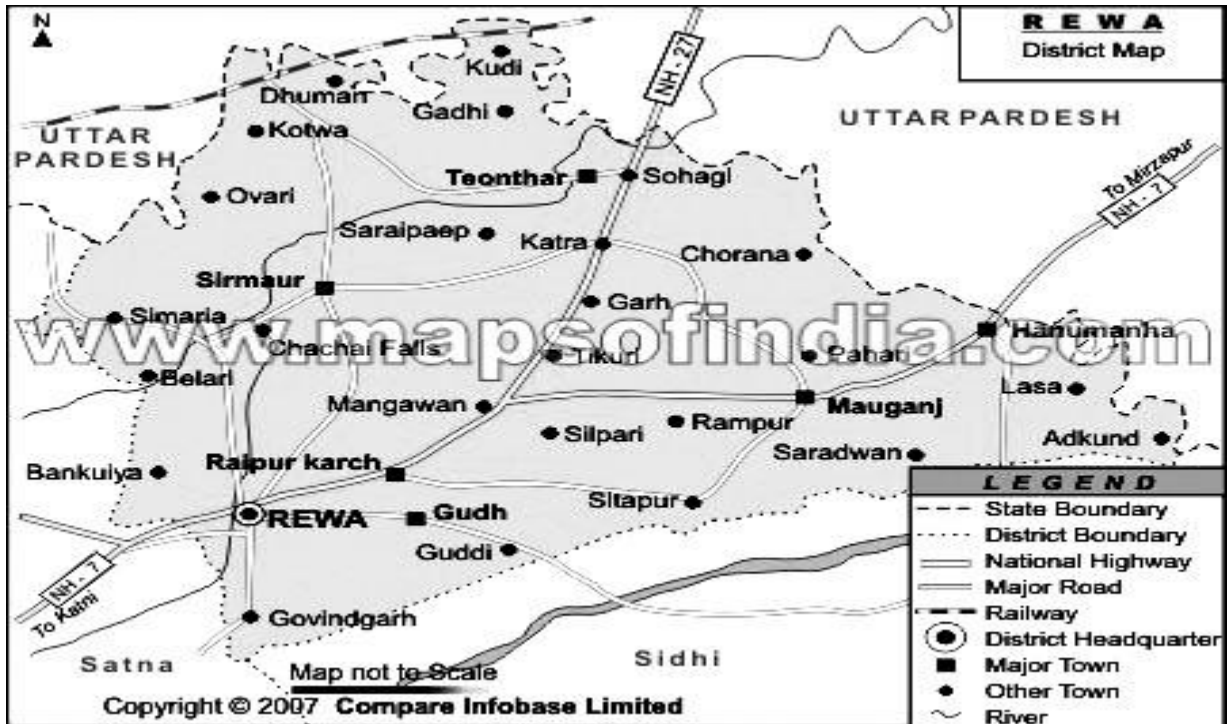 N
REWA
District Map
NH - 27
Kudi
Dhuman
Gadhi
UTTAR
PARDESH
Kotwa
UTTAR PARDESH
To Mirzapur
NH - 7
Teonthar
Sohagi
Ovari
Saraipaep
Katra
Chorana
Sirmaur
Garh
Simaria
www.mapsofindia.com
Hanumanha
Chachai Falls
Tikuri
Pahari
Belari
Lasa
Mangawan
Mauganj
Rampur
Silpari
Adkund
Saradwan
Raipur karch
Bankuiya
Sitapur
REWA
Gudh
Guddi
NH - 7
To Katni
Govindgarh
Satna
Sidhi
LEGEND
State Boundary
District Boundary
National Highway
Major Road
Railway
District Headquarter
Major Town
Other Town
River
Map not to Scale
Copyright © 2007 Compare Infobase Limited